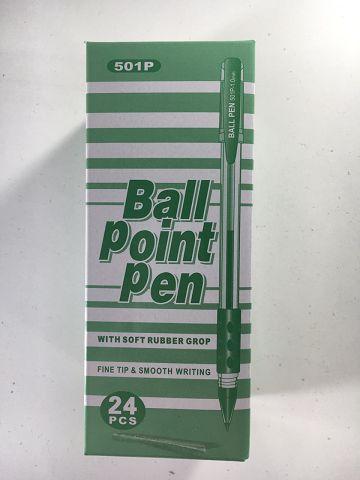 501P
BALL PEN 501P-1.0mm
Ball
Point
Pen
WITH SOFT RUBBER GROP
FINE TIP & SMOOTH WRITING
24
PCS